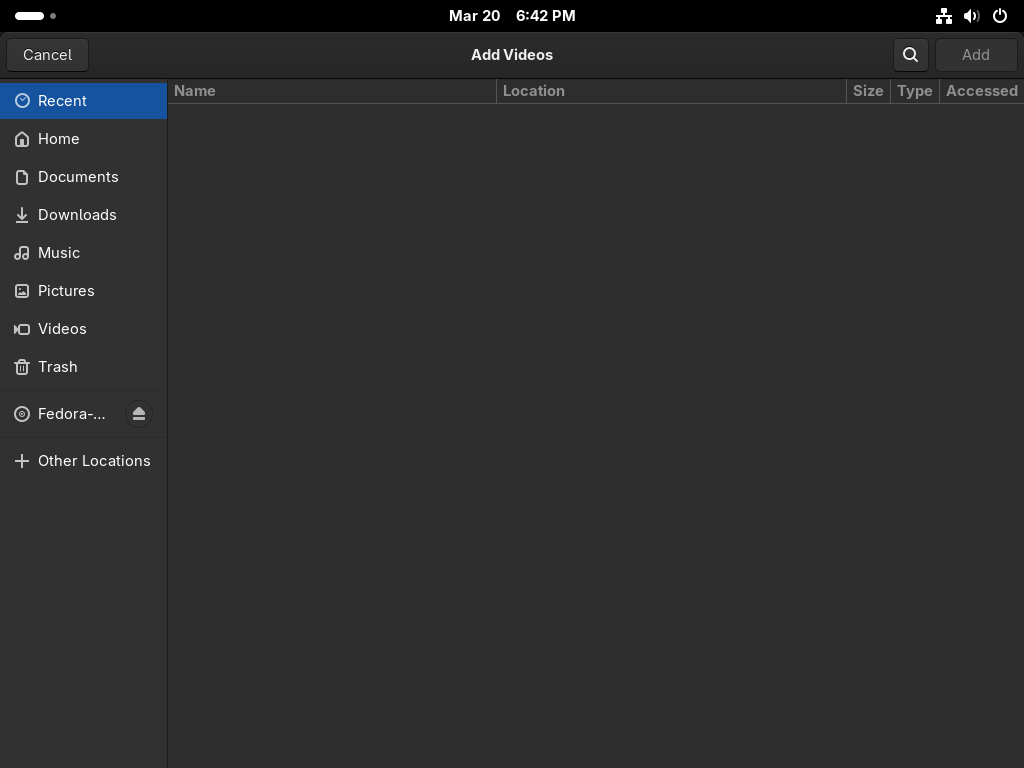 Mar 20 6:42 PM
Cancel
Add Videos
Add
Recent
Home
Documents
Downloads
Music
Pictures
Videos
Trash
Fedora-...
Other Locations
Name Location Size Type Accessed